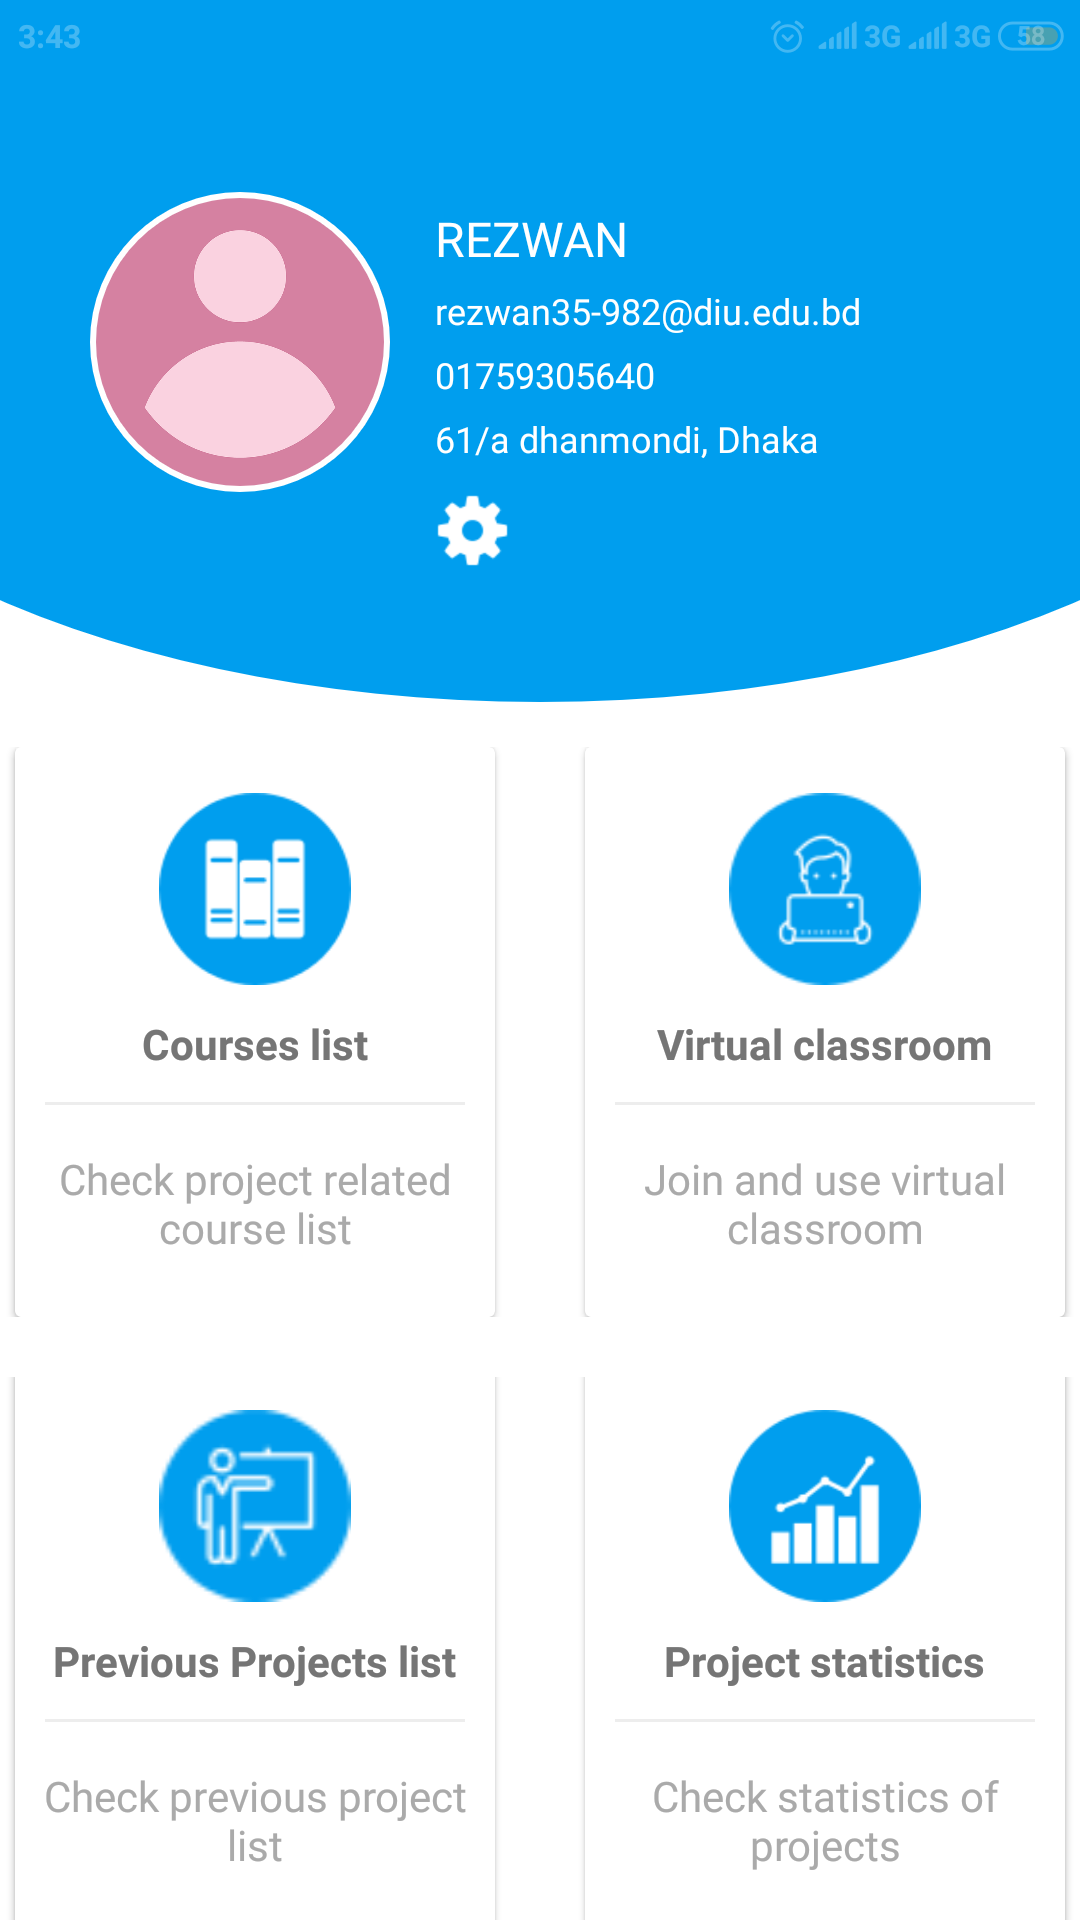 3:43
3G 3G 58
REZWAN
rezwan35-982@diu.edu.bd
01759305640
61/a dhanmondi, Dhaka
Courses list
Check project related
course list
Virtual classroom
Join and use virtual
classroom
Previous Projects list
Check previous project
list
Project statistics
Check statistics of
projects